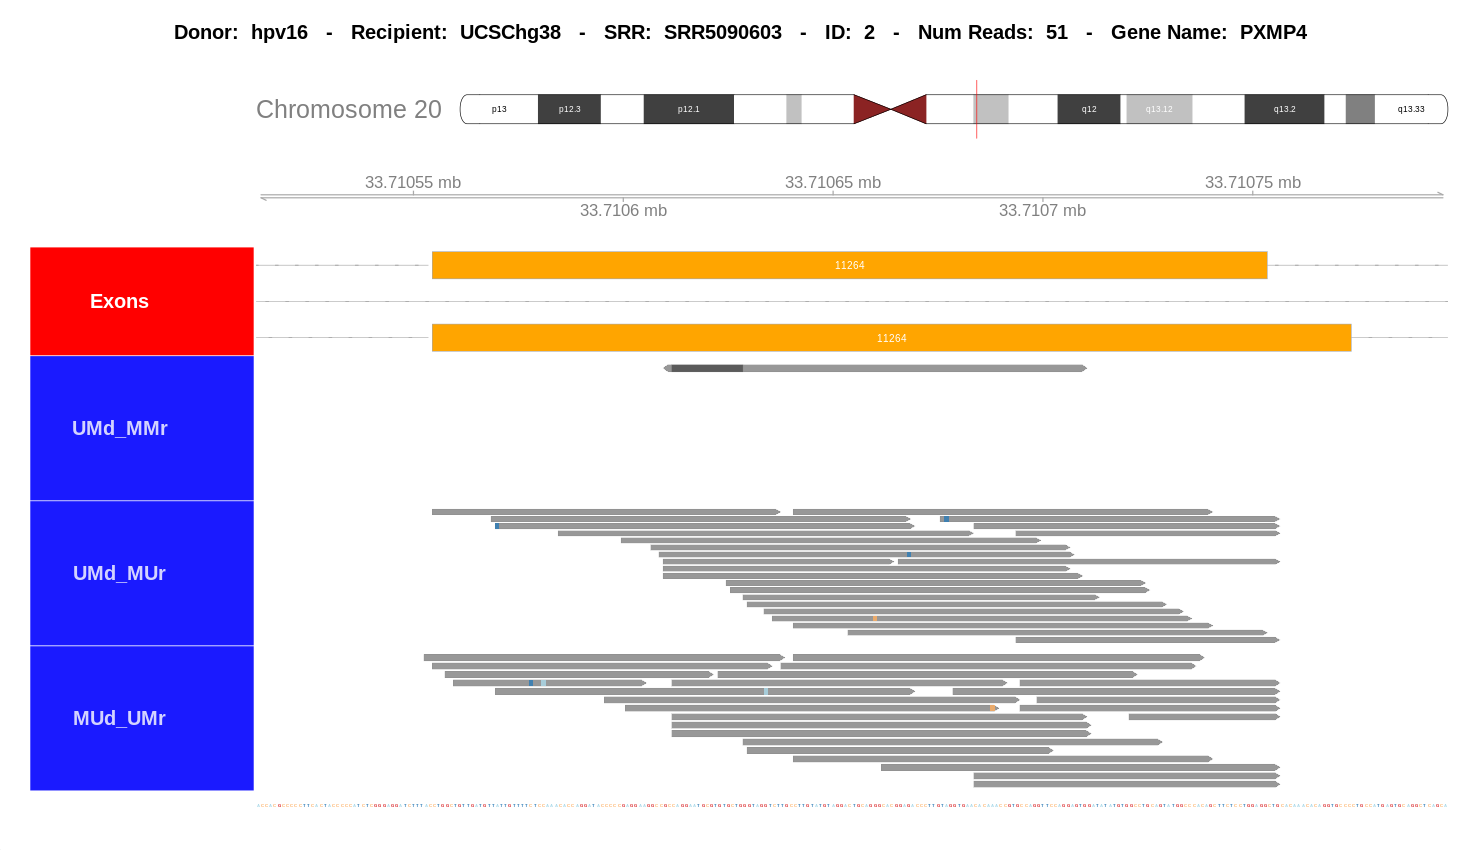 Donor: hpv16 - Recipient: UCSChg38 - SRR: SRR5090603 - ID: 2 - Num Reads: 51 - Gene Name: PXMP4
Chromosome 20
p13 p12.3 p12.1 q12 q13.12 q13.2 q13.33
33.71055 mb 33.71065 mb 33.71075 mb
33.7106 mb 33.7107 mb
11264
Exons
11264
UMd_MMr
UMd_MUr
MUd_UMr